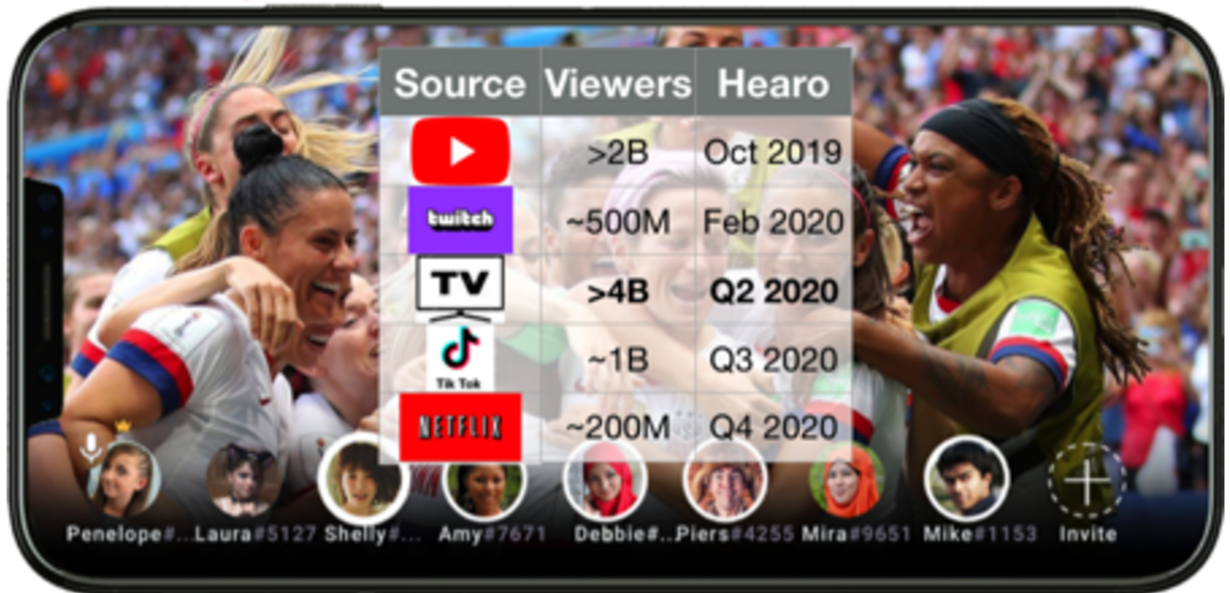 Source Viewers Hearo
>2B Oct 2019
twitch ~500M Feb 2020
TV >4B Q2 2020
Tik Tok ~1B Q3 2020
NETFLIX ~200M Q4 2020
Penelope#... Laura#5127 Shelly#... Amy#7671 Debbie#... Piers#4255 Mira#9651 Mike#1153 Invite